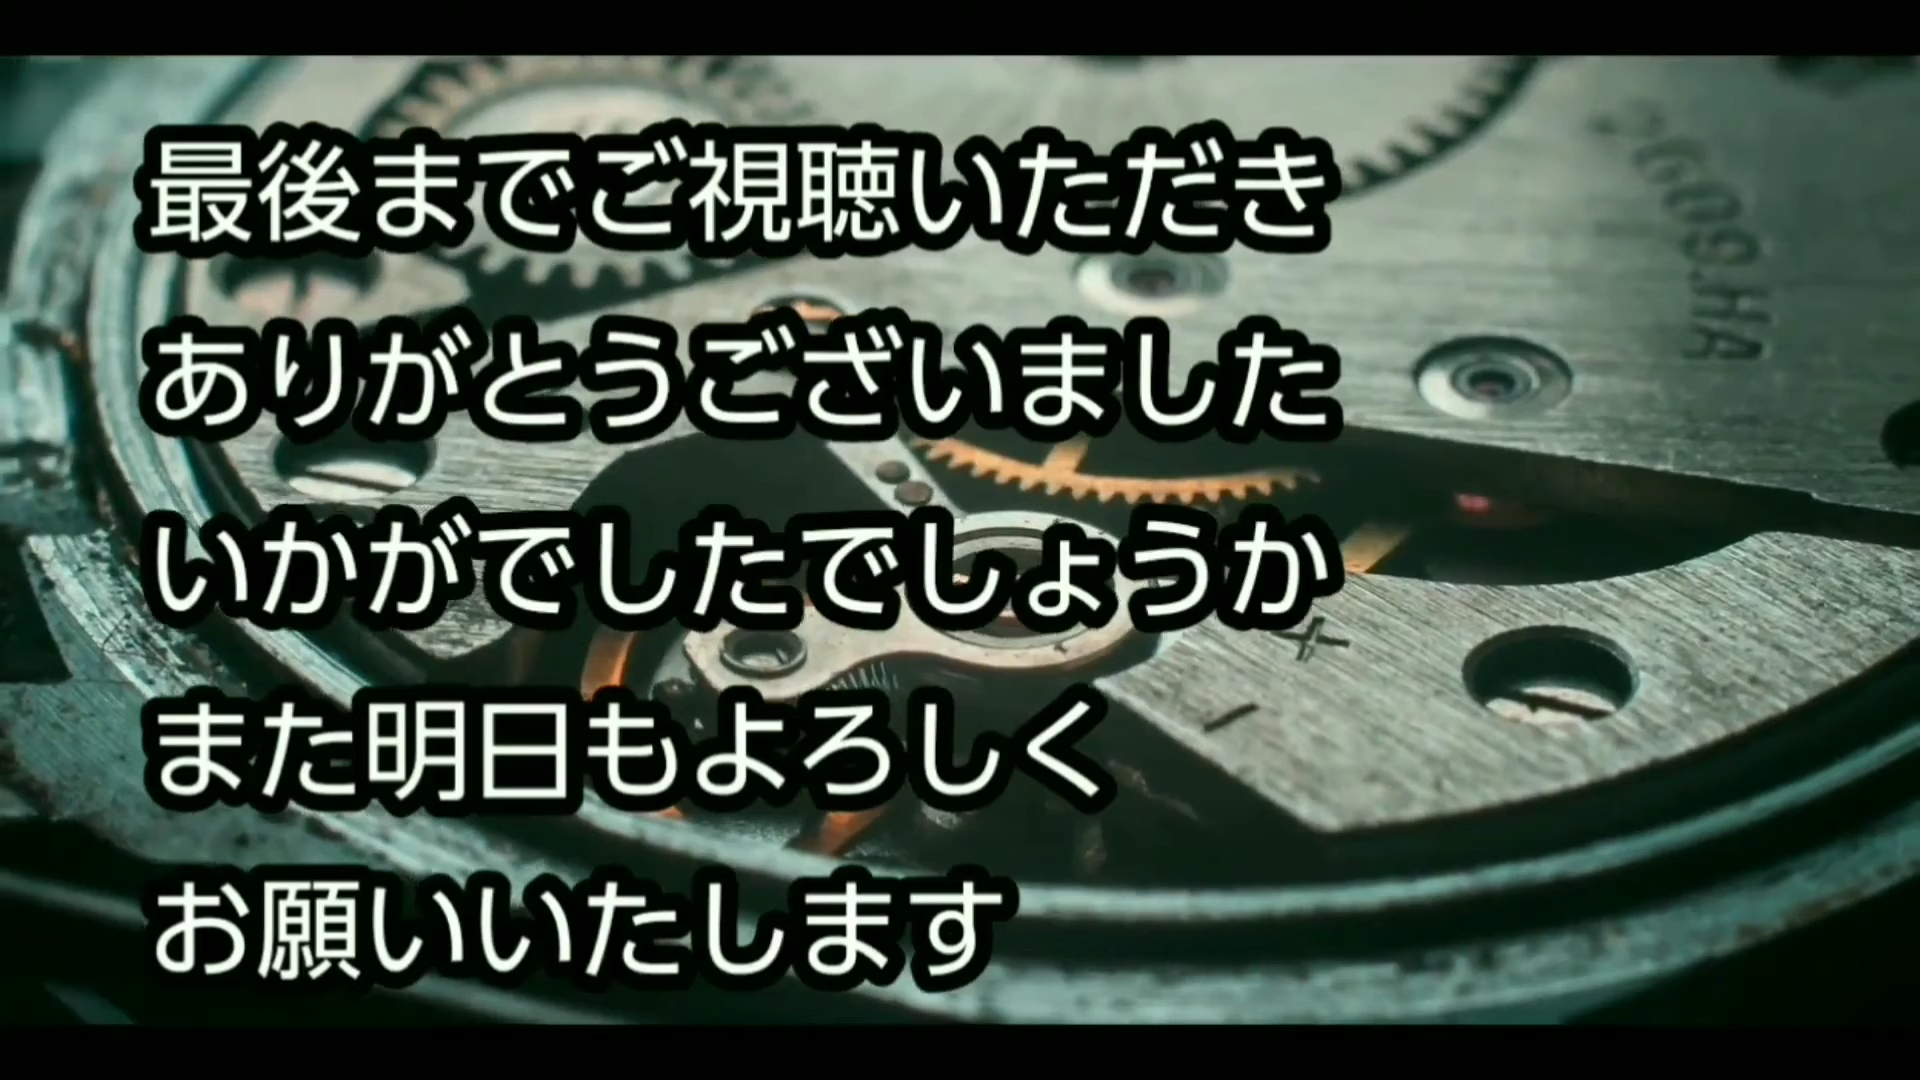 最後までご視聴いただき
ありがとうございました
いかがでしたでしょうか
また明日もよろしく
お願いいたします